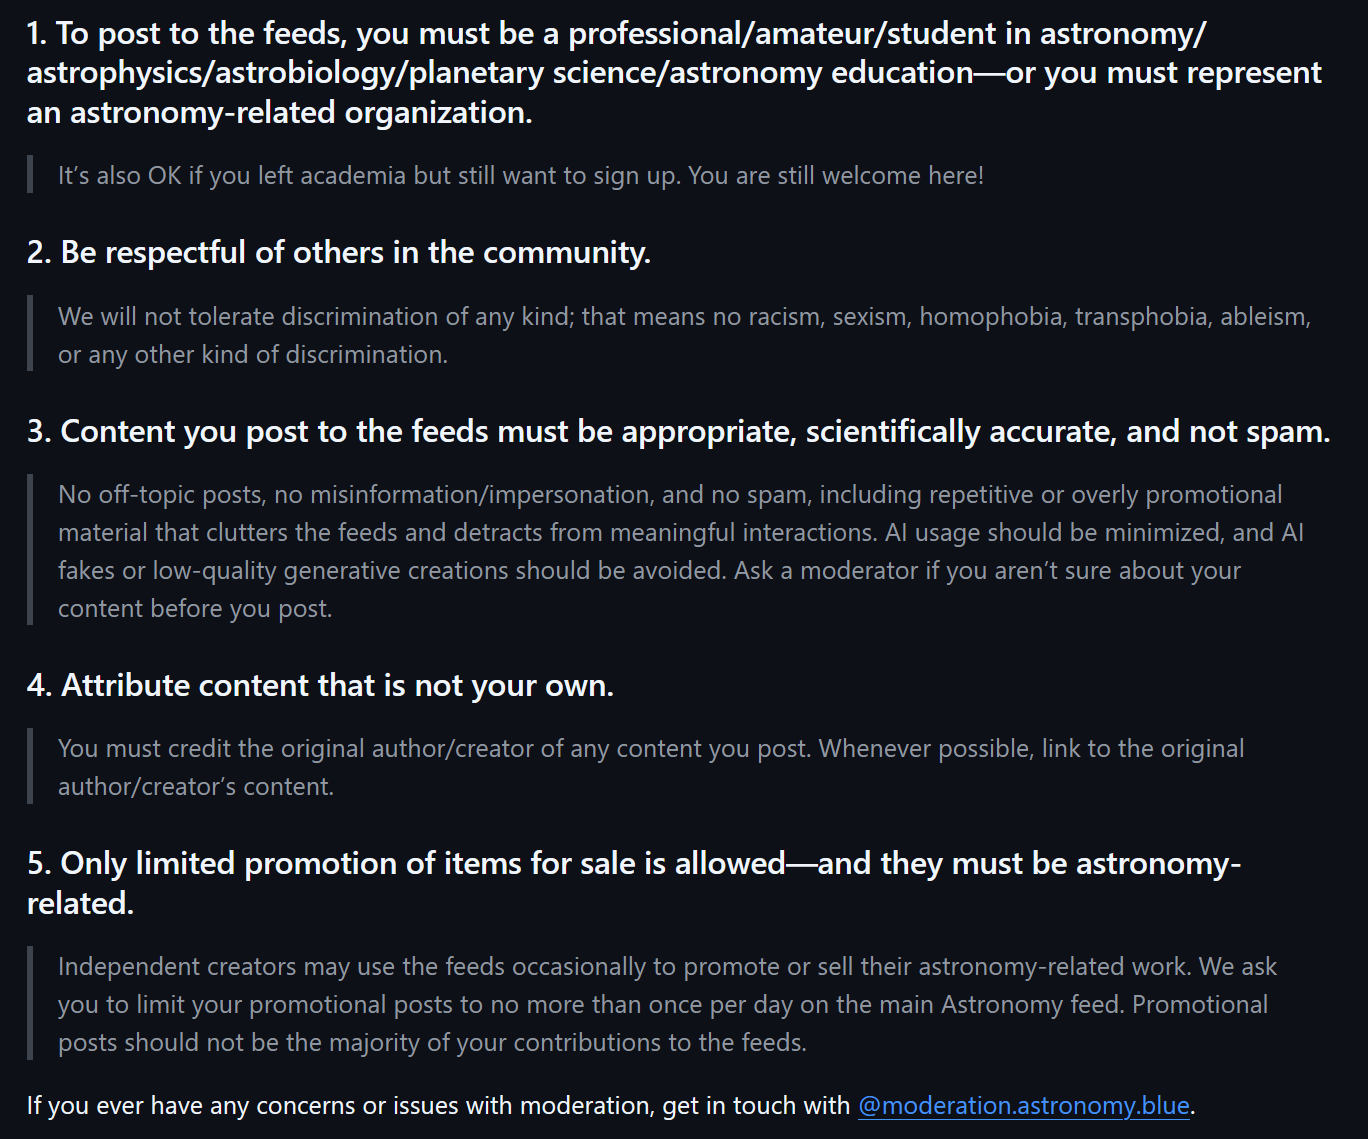 1. To post to the feeds, you must be a professional/amateur/student in astronomy/
astrophysics/astrobiology/planetary science/astronomy education—or you must represent
an astronomy-related organization.
It’s also OK if you left academia but still want to sign up. You are still welcome here!
2. Be respectful of others in the community.
We will not tolerate discrimination of any kind; that means no racism, sexism, homophobia, transphobia, ableism,
or any other kind of discrimination.
3. Content you post to the feeds must be appropriate, scientifically accurate, and not spam.
No off-topic posts, no misinformation/impersonation, and no spam, including repetitive or overly promotional
material that clutters the feeds and detracts from meaningful interactions. AI usage should be minimized, and AI
fakes or low-quality generative creations should be avoided. Ask a moderator if you aren’t sure about your
content before you post.
4. Attribute content that is not your own.
You must credit the original author/creator of any content you post. Whenever possible, link to the original
author/creator’s content.
5. Only limited promotion of items for sale is allowed—and they must be astronomy-
related.
Independent creators may use the feeds occasionally to promote or sell their astronomy-related work. We ask
you to limit your promotional posts to no more than once per day on the main Astronomy feed. Promotional
posts should not be the majority of your contributions to the feeds.
If you ever have any concerns or issues with moderation, get in touch with @moderation.astronomy.blue.